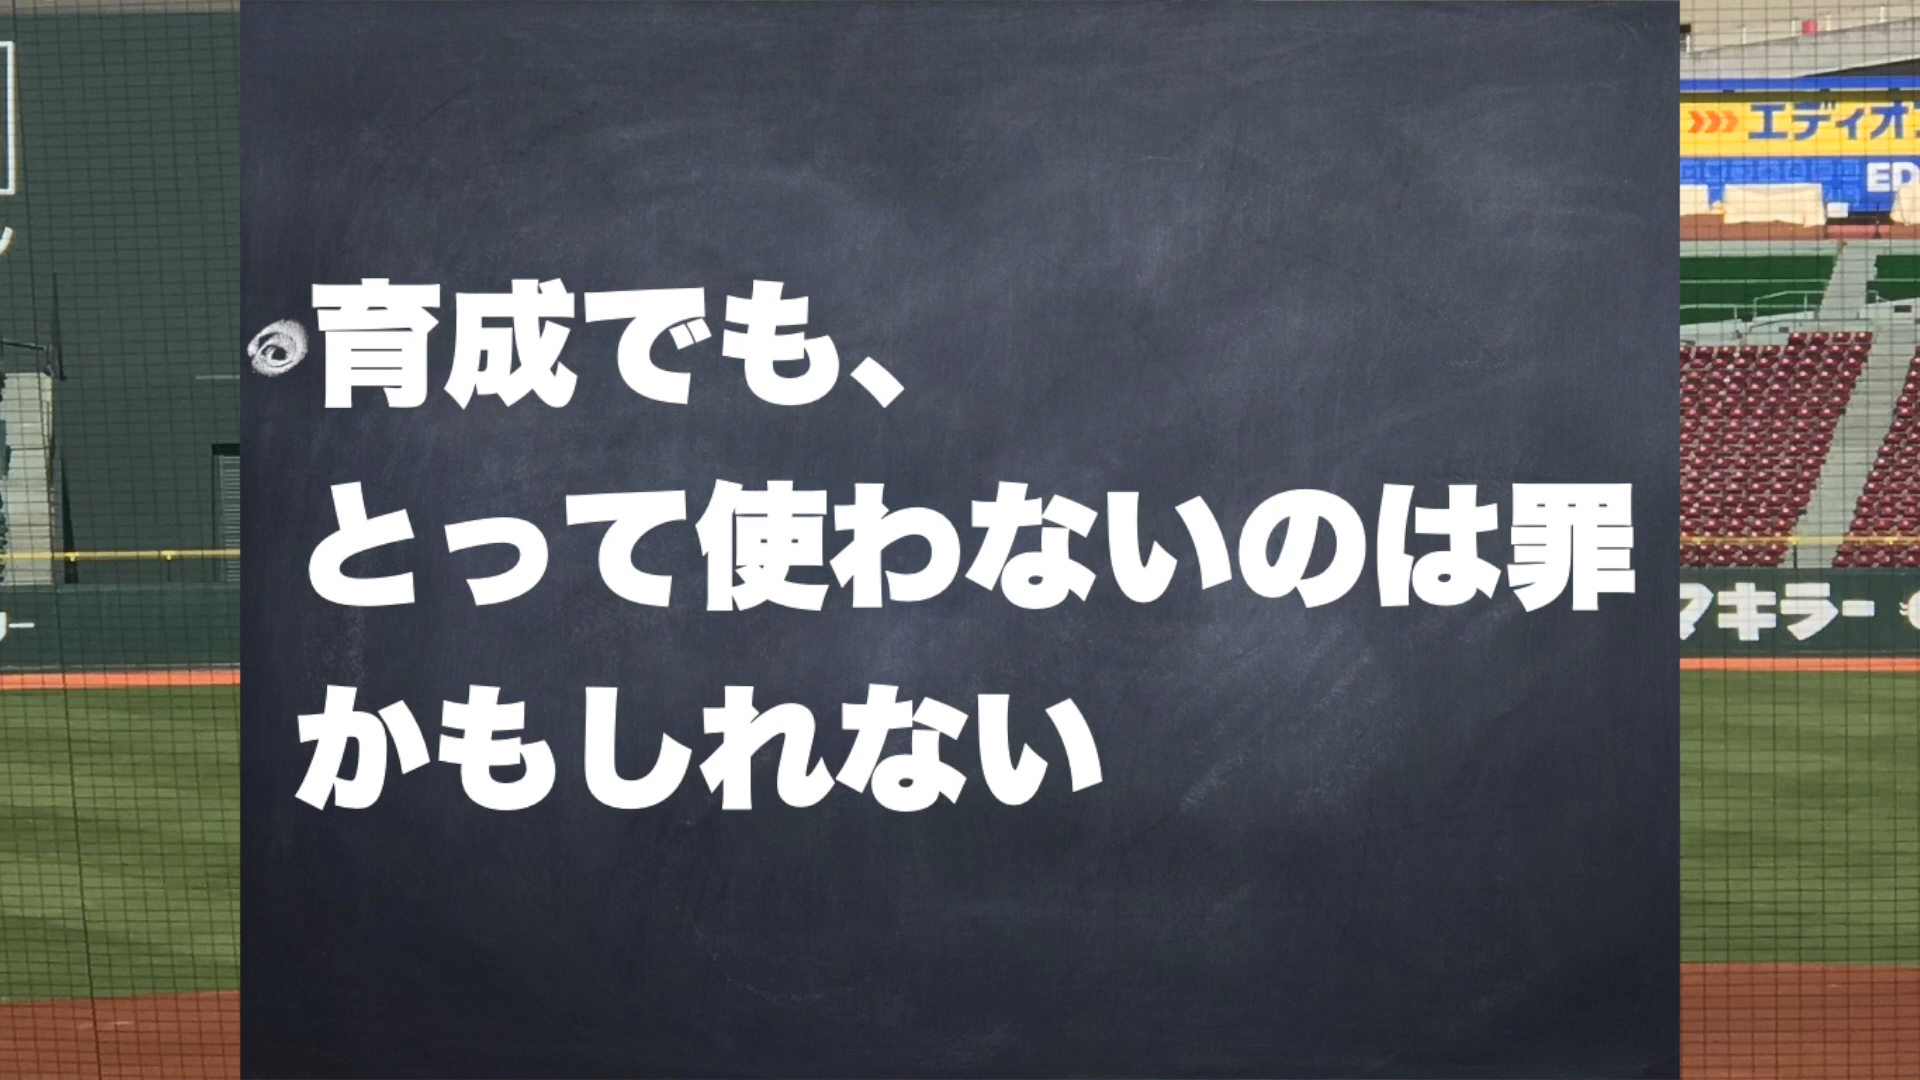 育成でも、
とって使わないのは罪
かもしれない
エディオ
ED
マキラー